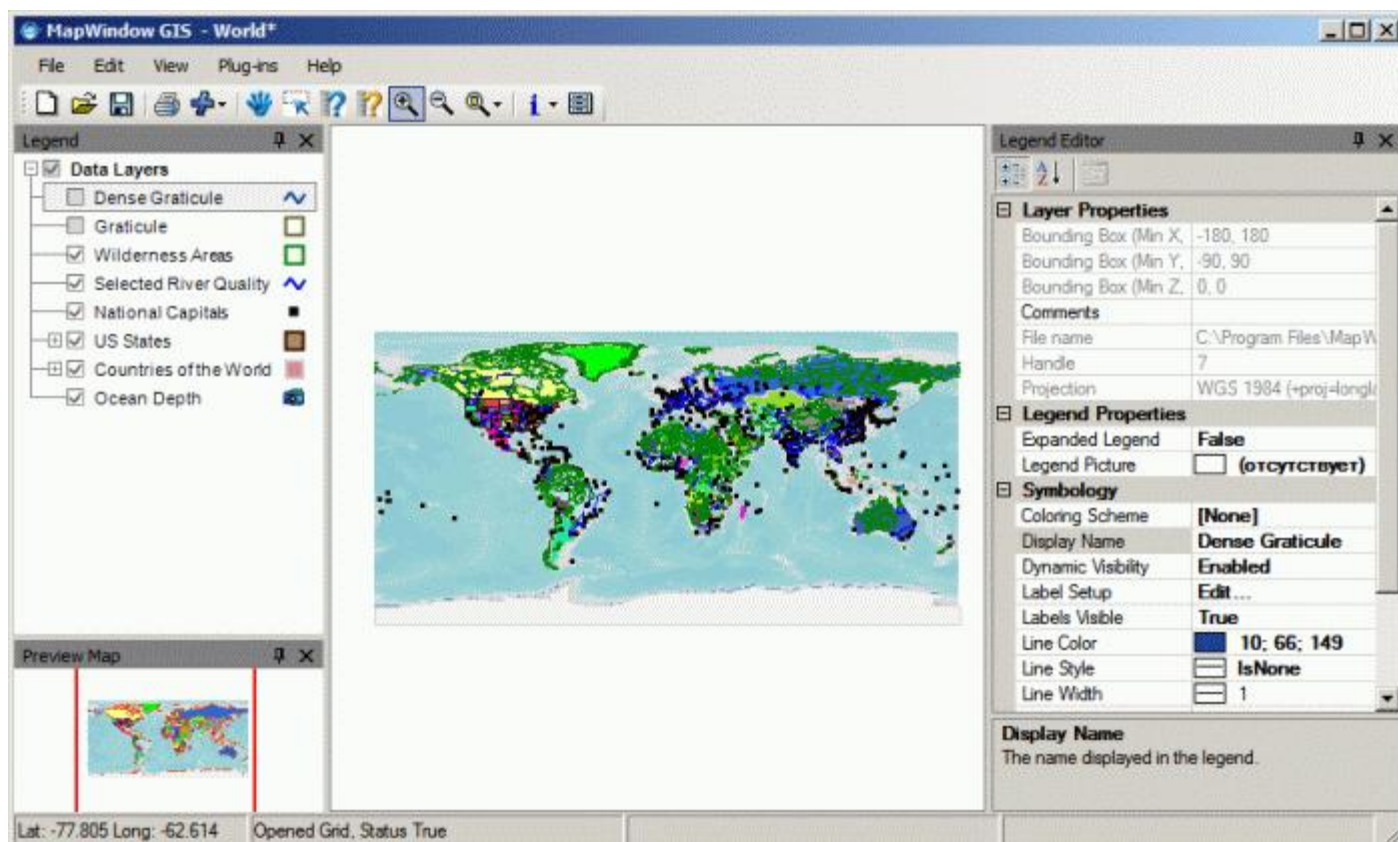 MapWindow GIS - World*
File Edit View Plug-ins Help
Legend
Data Layers
Dense Graticule
Graticule
Wilderness Areas
Selected River Quality
National Capitals
US States
Countries of the World
Ocean Depth
Preview Map
Lat: -77.805 Long: -62.614 Opened Grid, Status True
Legend Editor
Layer Properties
Bounding Box (Min X, -180, 180
Bounding Box (Min Y, -90, 90
Bounding Box (Min Z, 0, 0
Comments
File name C:\Program Files\MapW
Handle 7
Projection WGS 1984 (+proj=longla
Legend Properties
Expanded Legend False
Legend Picture (отсутствует)
Symbology
Coloring Scheme [None]
Display Name Dense Graticule
Dynamic Visibility Enabled
Label Setup Edit...
Labels Visible True
Line Color 10; 66; 149
Line Style IsNone
Line Width 1
Display Name
The name displayed in the legend.